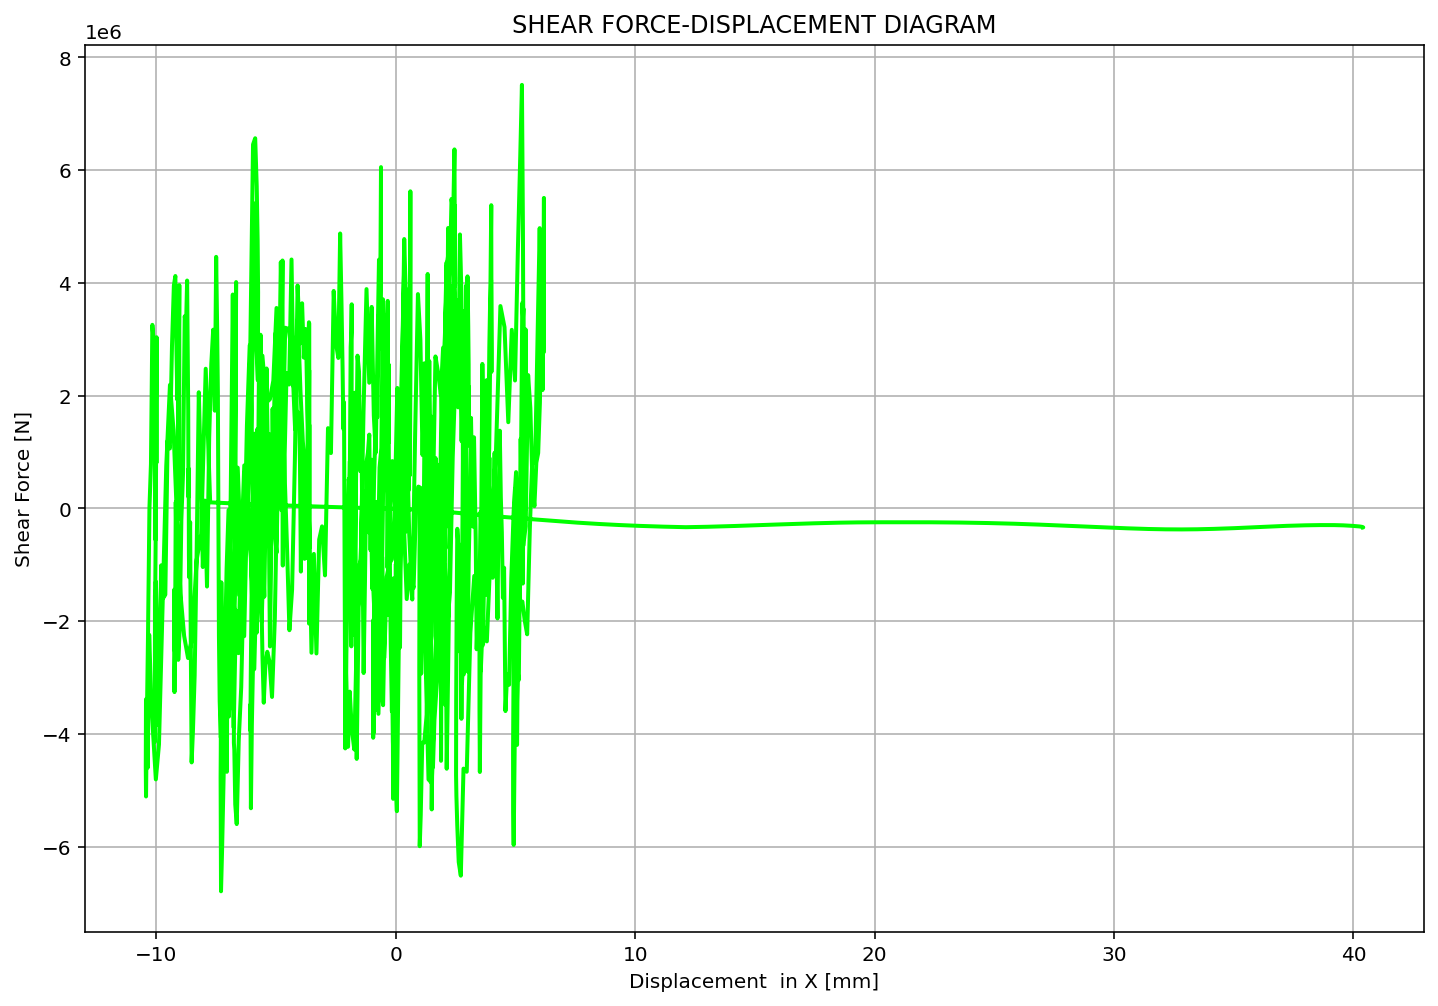 SHEAR FORCE-DISPLACEMENT DIAGRAM
1e6
8
6
4
2
0
−2
−4
−6
Shear Force [N]
−10 0 10 20 30 40
Displacement  in X [mm]